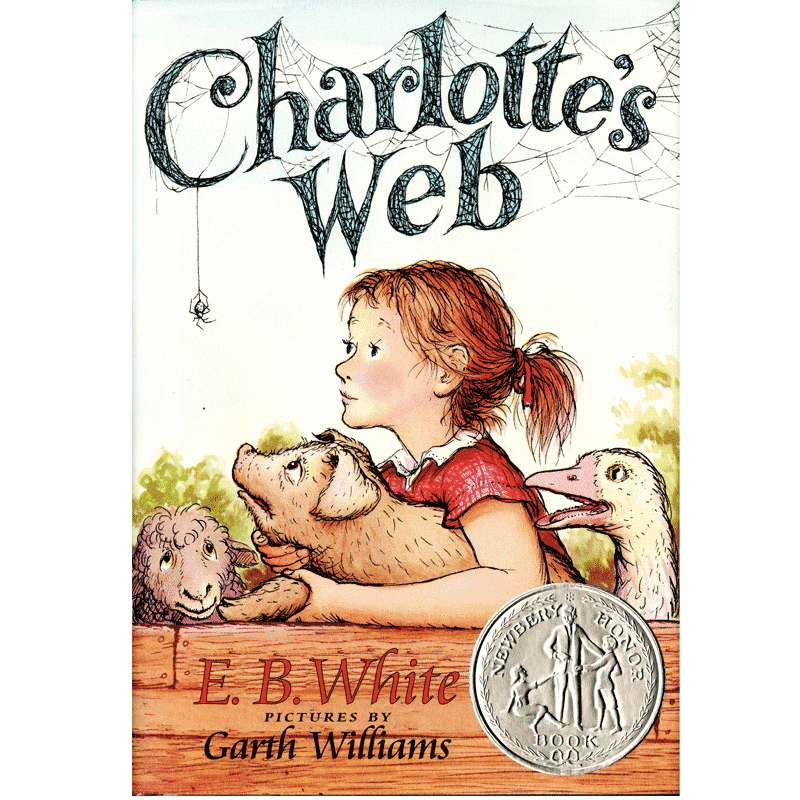 Charlotte's
Web
E. B. White
PICTURES BY
Garth Williams
NEWBERY HONOR
BOOK